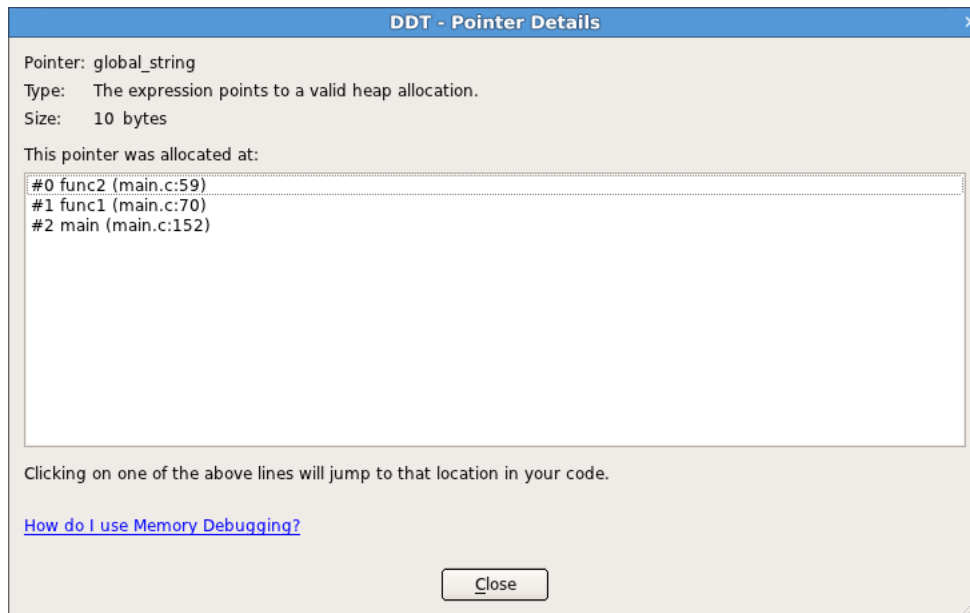 DDT - Pointer Details
Pointer: global_string
Type: The expression points to a valid heap allocation.
Size: 10 bytes
This pointer was allocated at:
#0 func2 (main.c:59)
#1 func1 (main.c:70)
#2 main (main.c:152)
Clicking on one of the above lines will jump to that location in your code.
How do I use Memory Debugging?
Close